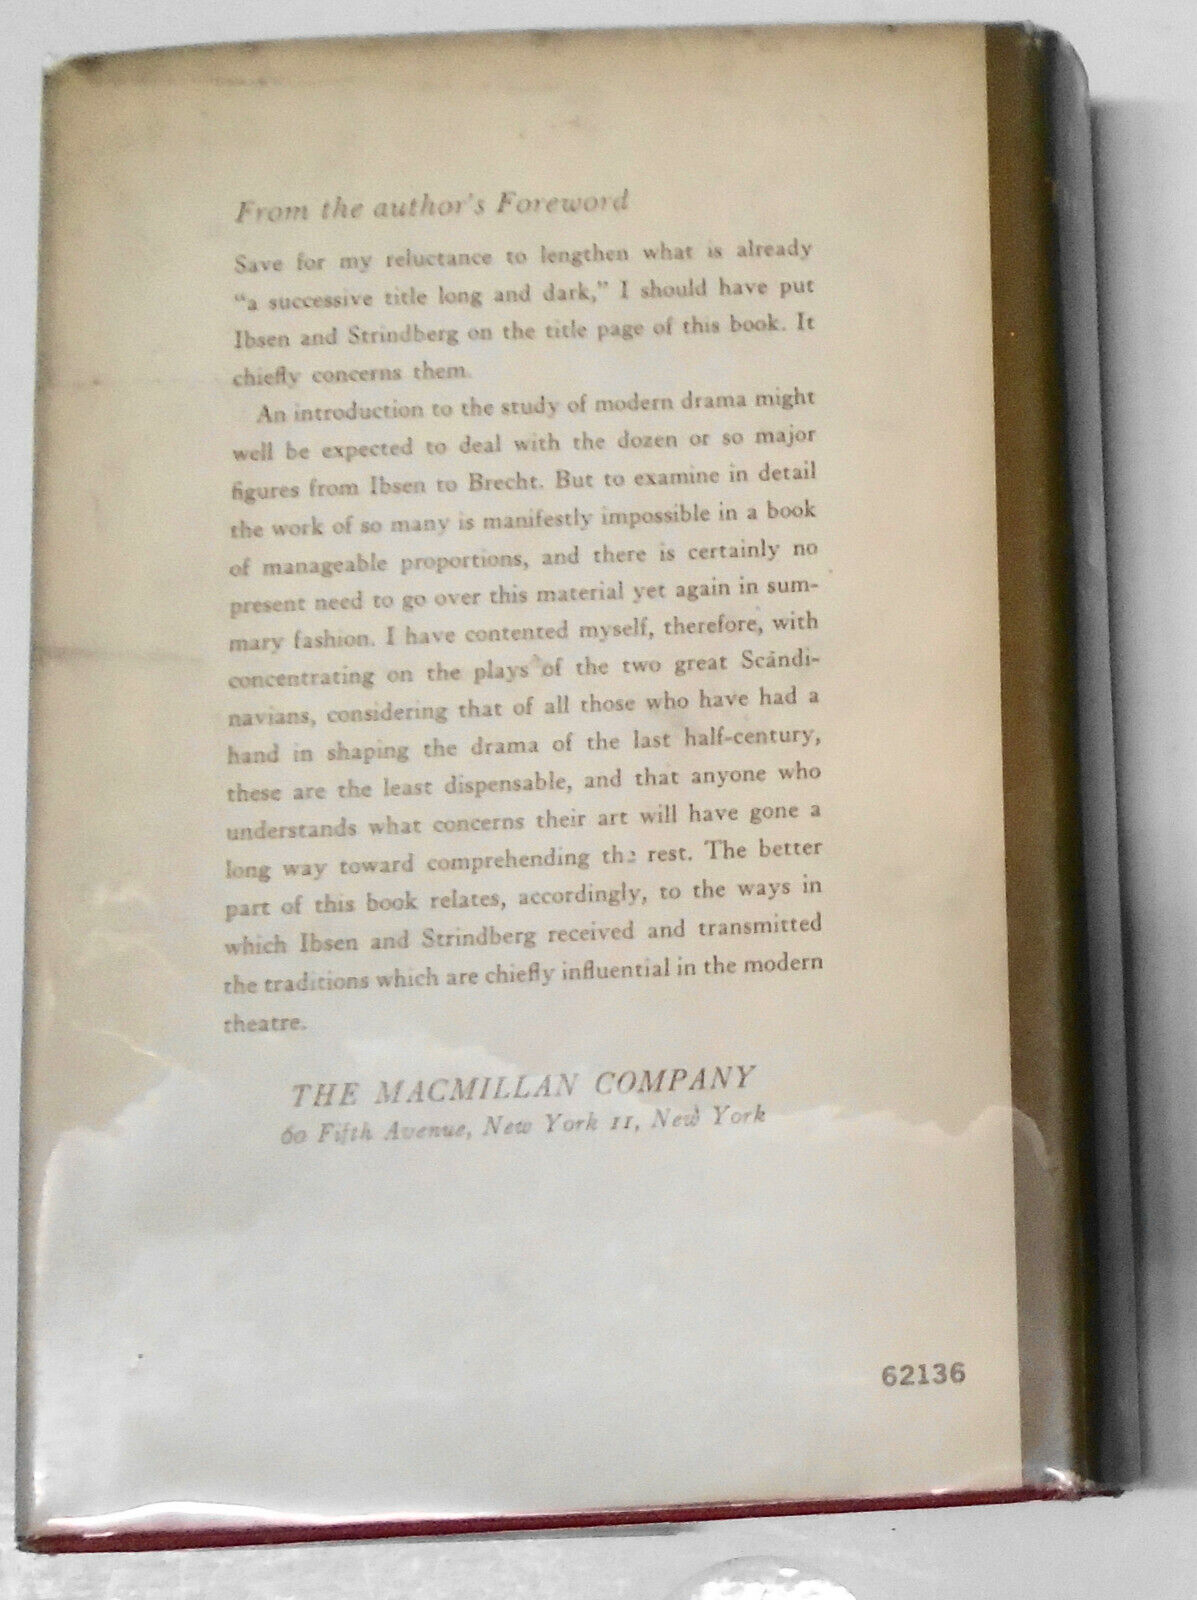 From the author's Foreword
Save for my reluctance to lengthen what is already
"a successive title long and dark," I should have put
Ibsen and Strindberg on the title page of this book. It
chiefly concerns them.
An introduction to the study of modern drama might
well be expected to deal with the dozen or so major
figures from Ibsen to Brecht. But to examine in detail
the work of so many is manifestly impossible in a book
of manageable proportions, and there is certainly no
present need to go over this material yet again in sum-
mary fashion. I have contented myself, therefore, with
concentrating on the plays of the two great Scandi-
navians, considering that of all those who have had a
hand in shaping the drama of the last half-century,
these are the least dispensable, and that anyone who
understands what concerns their art will have gone a
long way toward comprehending the rest. The better
part of this book relates, accordingly, to the ways in
which Ibsen and Strindberg received and transmitted
the traditions which are chiefly influential in the modern
theatre.
THE MACMILLAN COMPANY
60 Fifth Avenue, New York 11, New York
62136